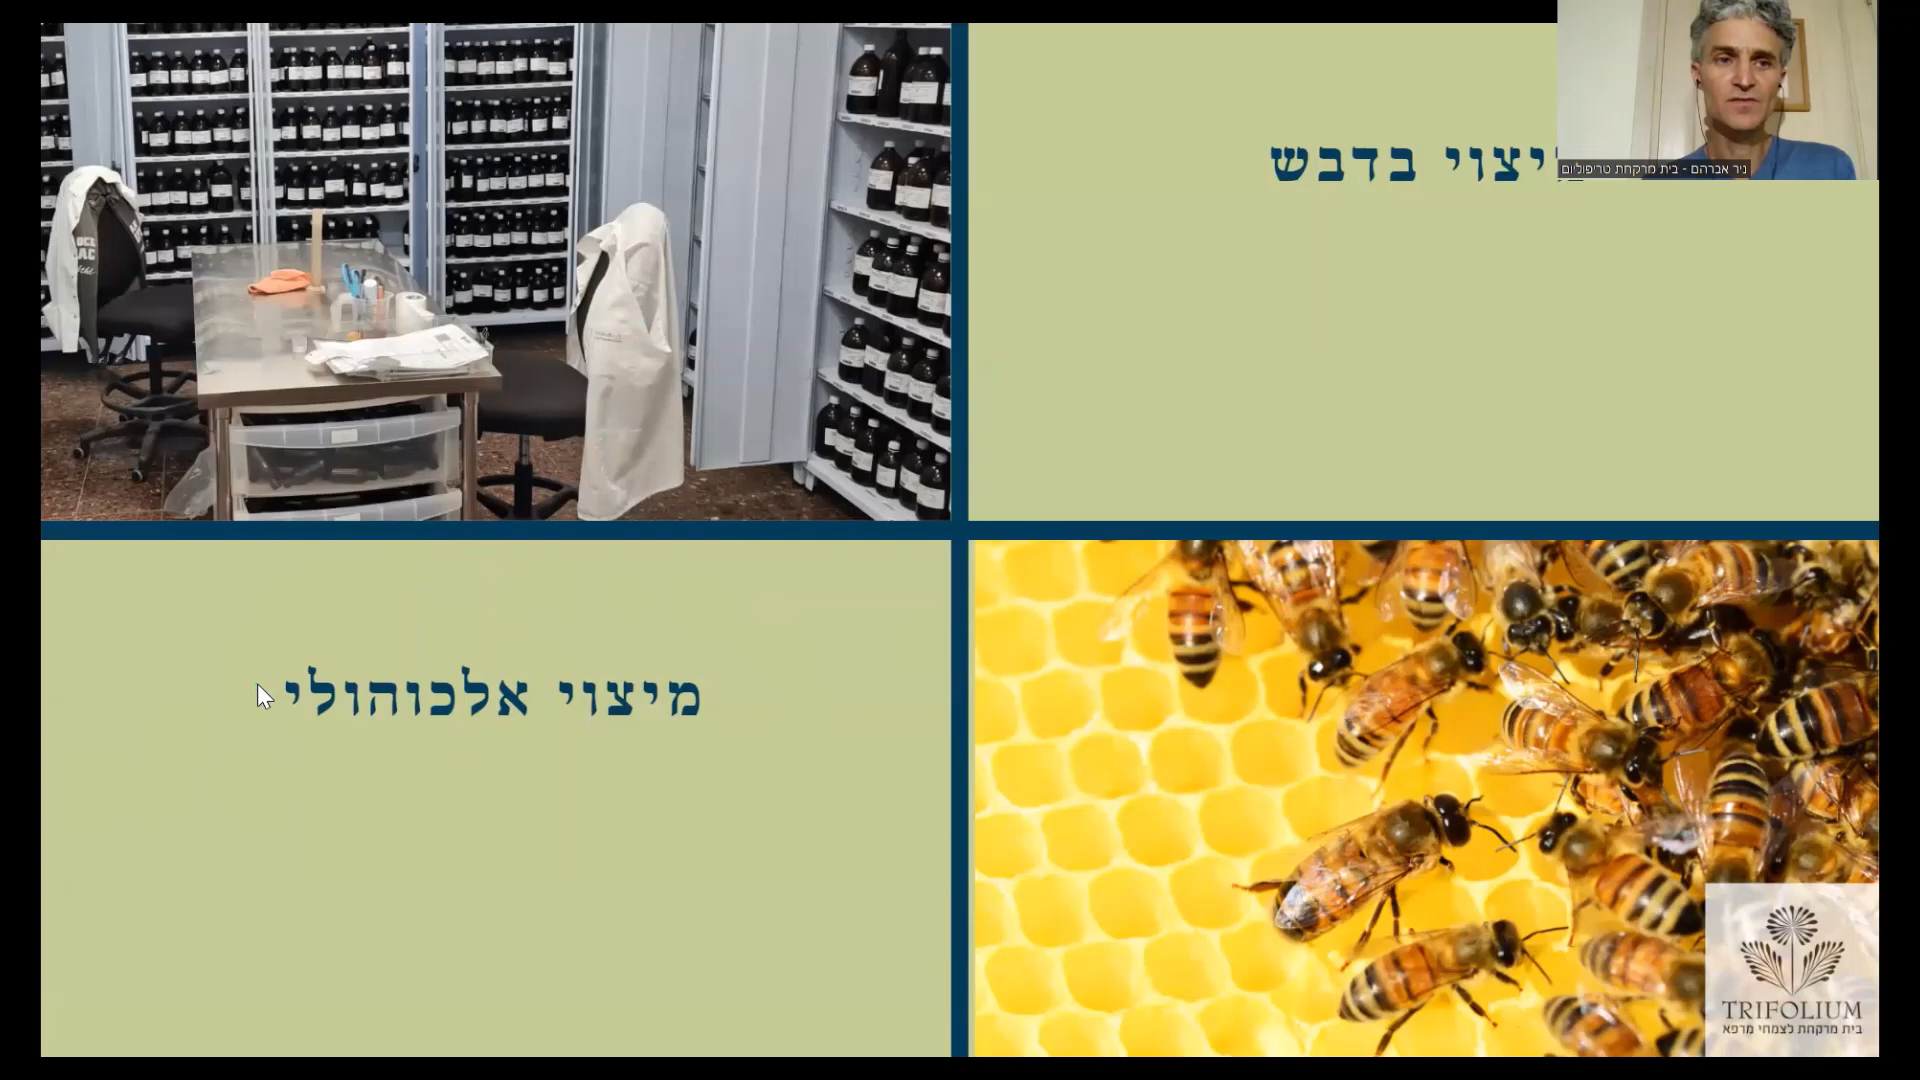 יצוי בדבש
ניר אברהם - בית מרקחת טריפוליום
מיצוי אלכוהולי
TRIFOLIUM
בית מרקחת לצמחי מרפא